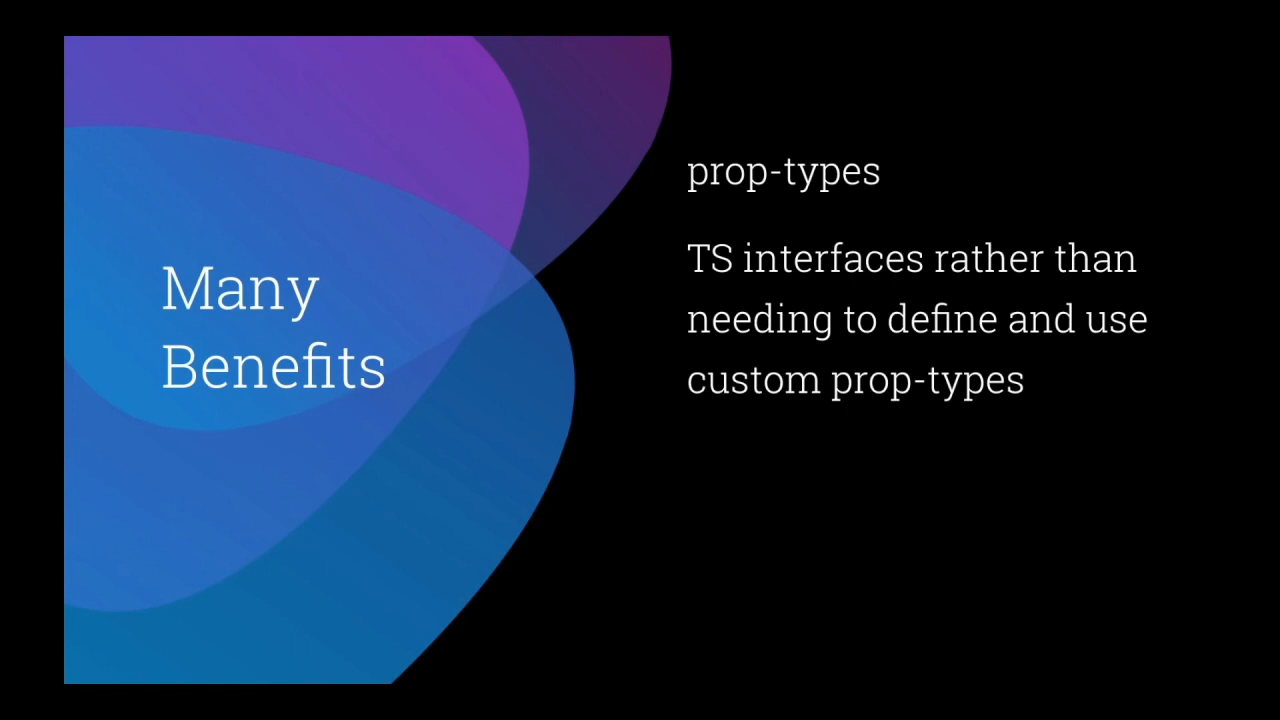 Many
Benefits
prop-types
TS interfaces rather than
needing to define and use
custom prop-types